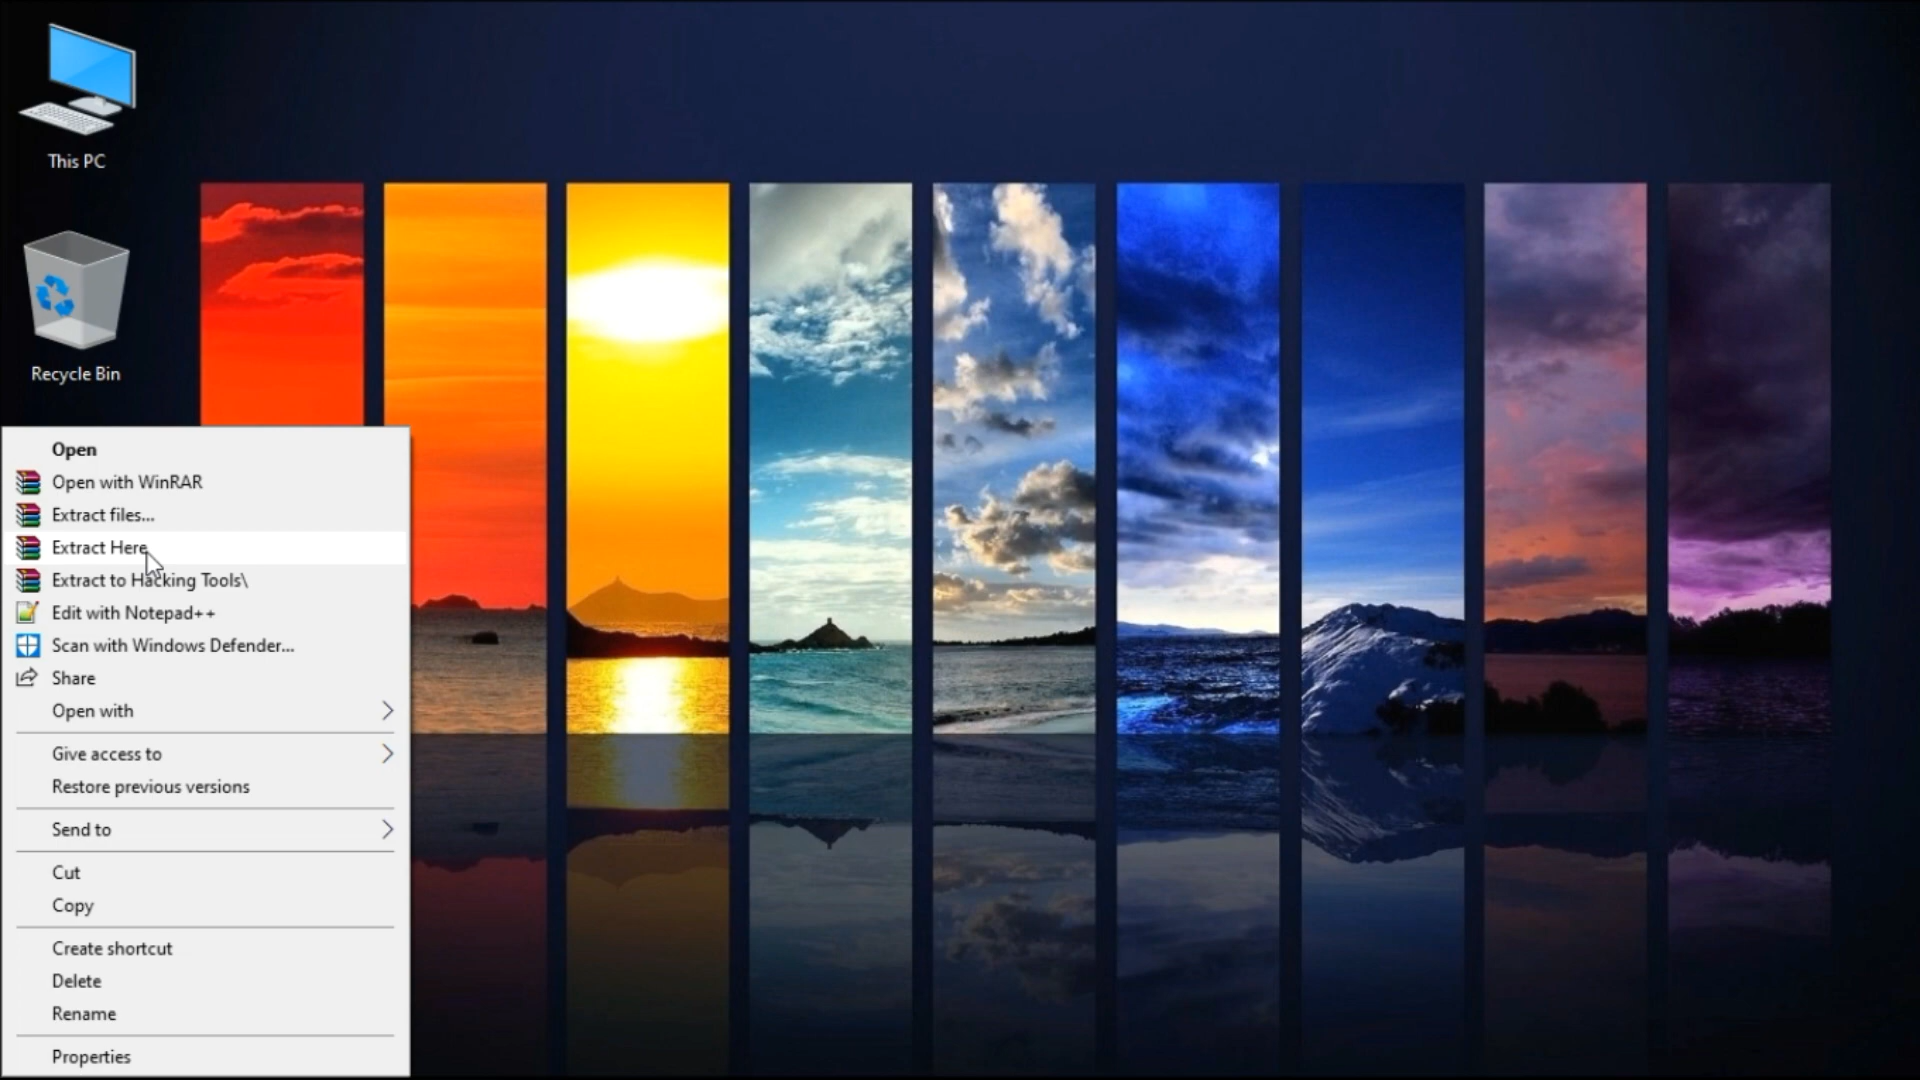 This PC
Recycle Bin
Open
Open with WinRAR
Extract files...
Extract Here
Extract to Hacking Tools\
Edit with Notepad++
Scan with Windows Defender...
Share
Open with
Give access to
Restore previous versions
Send to
Cut
Copy
Create shortcut
Delete
Rename
Properties